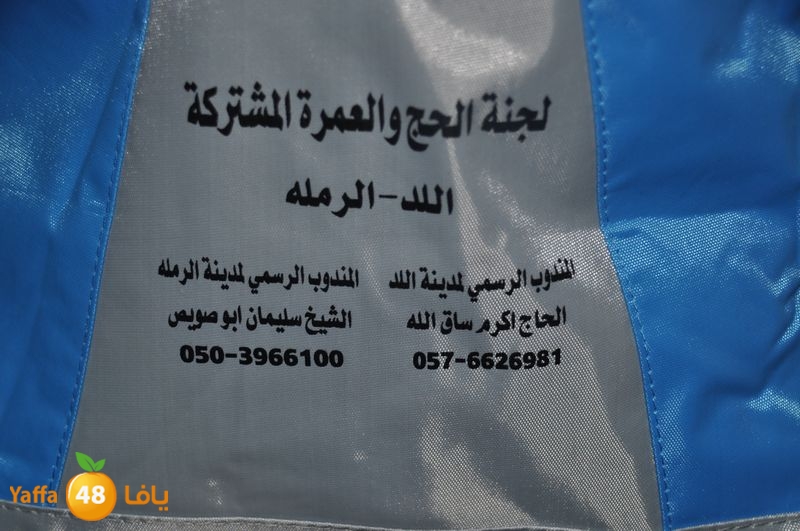 لجنة الحج والعمرة المشتركة
اللد-الرمله
المندوب الرسمي لمدينة اللد
الحاج اكرم ساق الله
057-6626981
المندوب الرسمي لمدينة الرمله
الشيخ سليمان ابو صويص
050-3966100
Yaffa 48 يافا